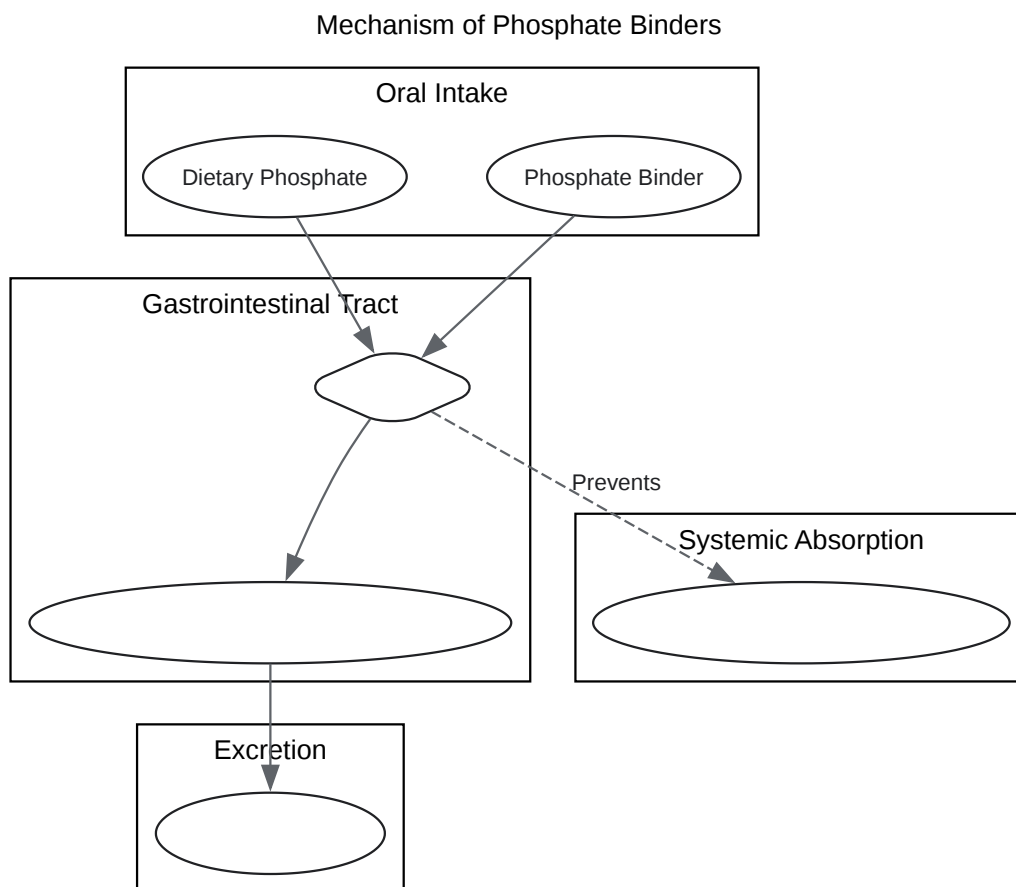 Mechanism of Phosphate Binders
Oral Intake
Dietary Phosphate
Phosphate Binder
Gastrointestinal Tract
Prevents
Systemic Absorption
Excretion